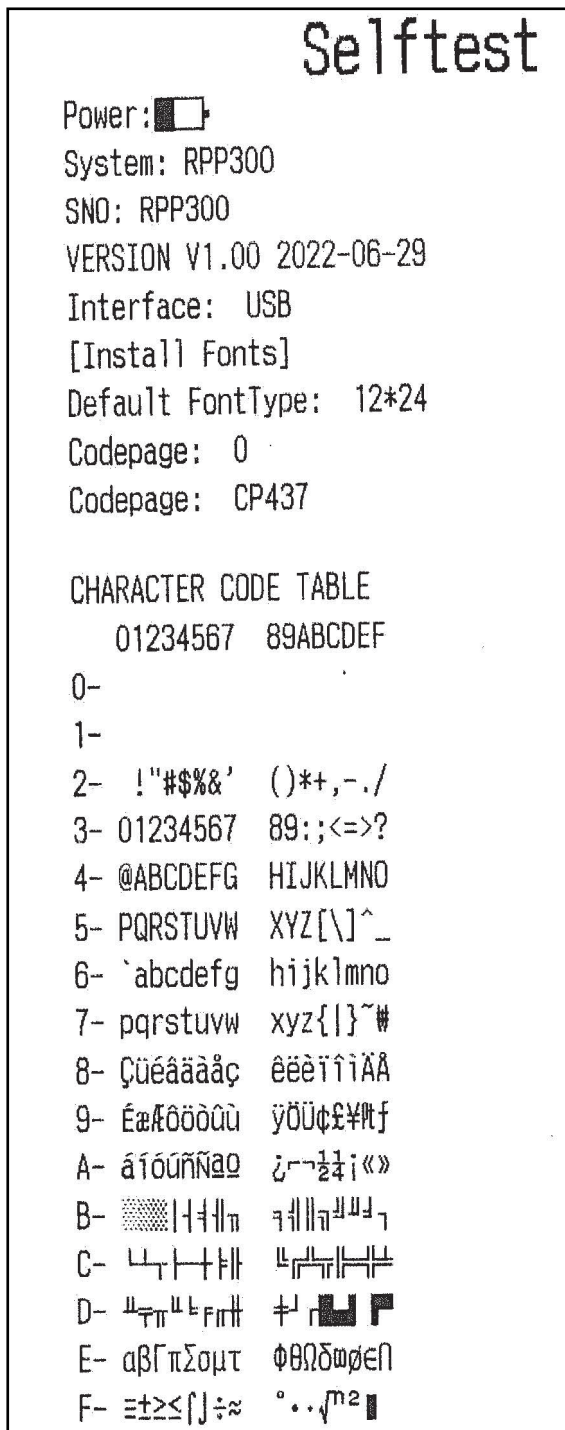 Selftest
Power:
System: RPP300
SNO: RPP300
VERSION V1.00 2022-06-29
Interface: USB
[Install Fonts]
Default FontType: 12*24
Codepage: 0
Codepage: CP437
CHARACTER CODE TABLE
01234567 89ABCDEF
0-
1-
2- !"#$%&' ()*+,-./
3- 01234567 89:;<=>?
4- @ABCDEFG HIJKLMNO
5- PQRSTUVW XYZ[\]^_
6- `abcdefg hijklmno
7- pqrstuvw xyz{|}~₩
8- Çüéâäàåç êëèïîìÄÅ
9- ÉæÆôöòûù ÿÖÜ¢£¥₧ƒ
A- áíóúñѪº ¿⌐¬½¼¡«»
B- ░▒▓│┤╡╢╖ ╕╣║╗╝╜╛┐
C- └┴┬├─┼╞╟ ╚╔╩╦╠═╬╧
D- ╨╤╥╙╘╒╓╫ ╪┘┌█▄▌▐▀
E- αβΓπΣσμτ ΦθΩδ∞øε∩
F- ≡±≥≤⌠⌡÷≈ °∙·√ⁿ²■